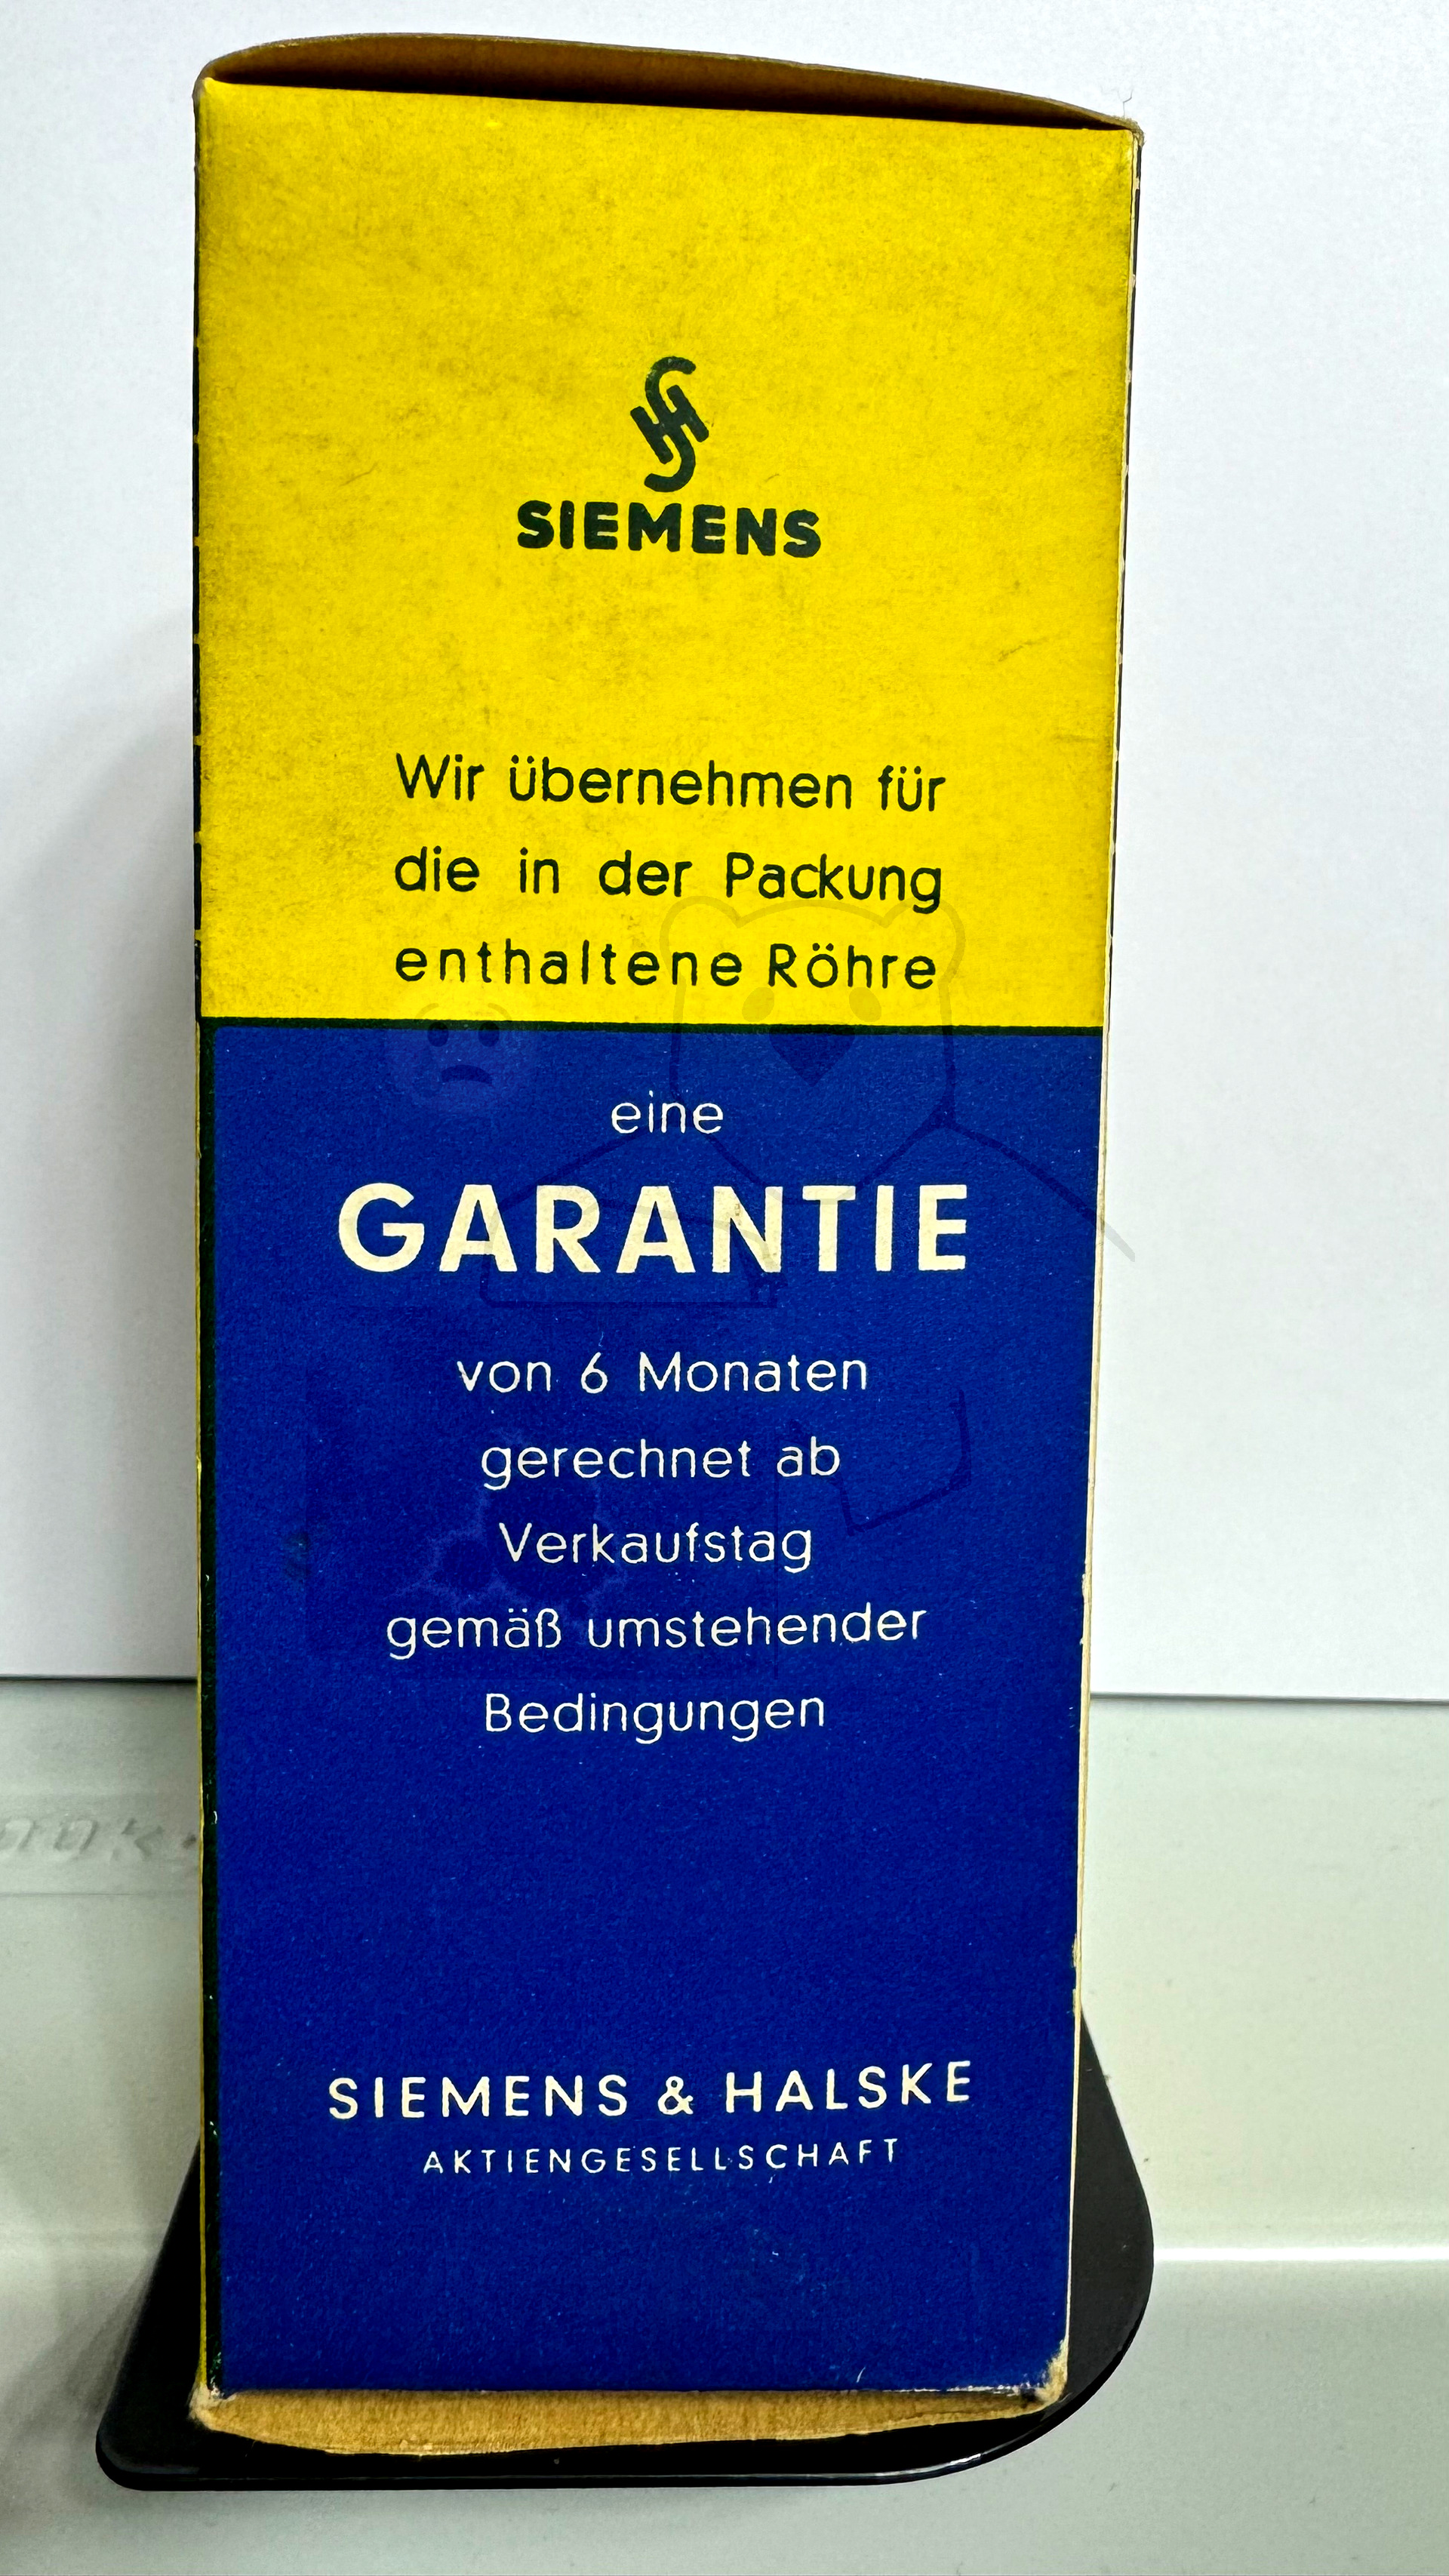 SIEMENS
Wir übernehmen für
die in der Packung
enthaltene Röhre
eine
GARANTIE
von 6 Monaten
gerechnet ab
Verkaufstag
gemäß umstehender
Bedingungen
SIEMENS & HALSKE
AKTIENGESELLSCHAFT